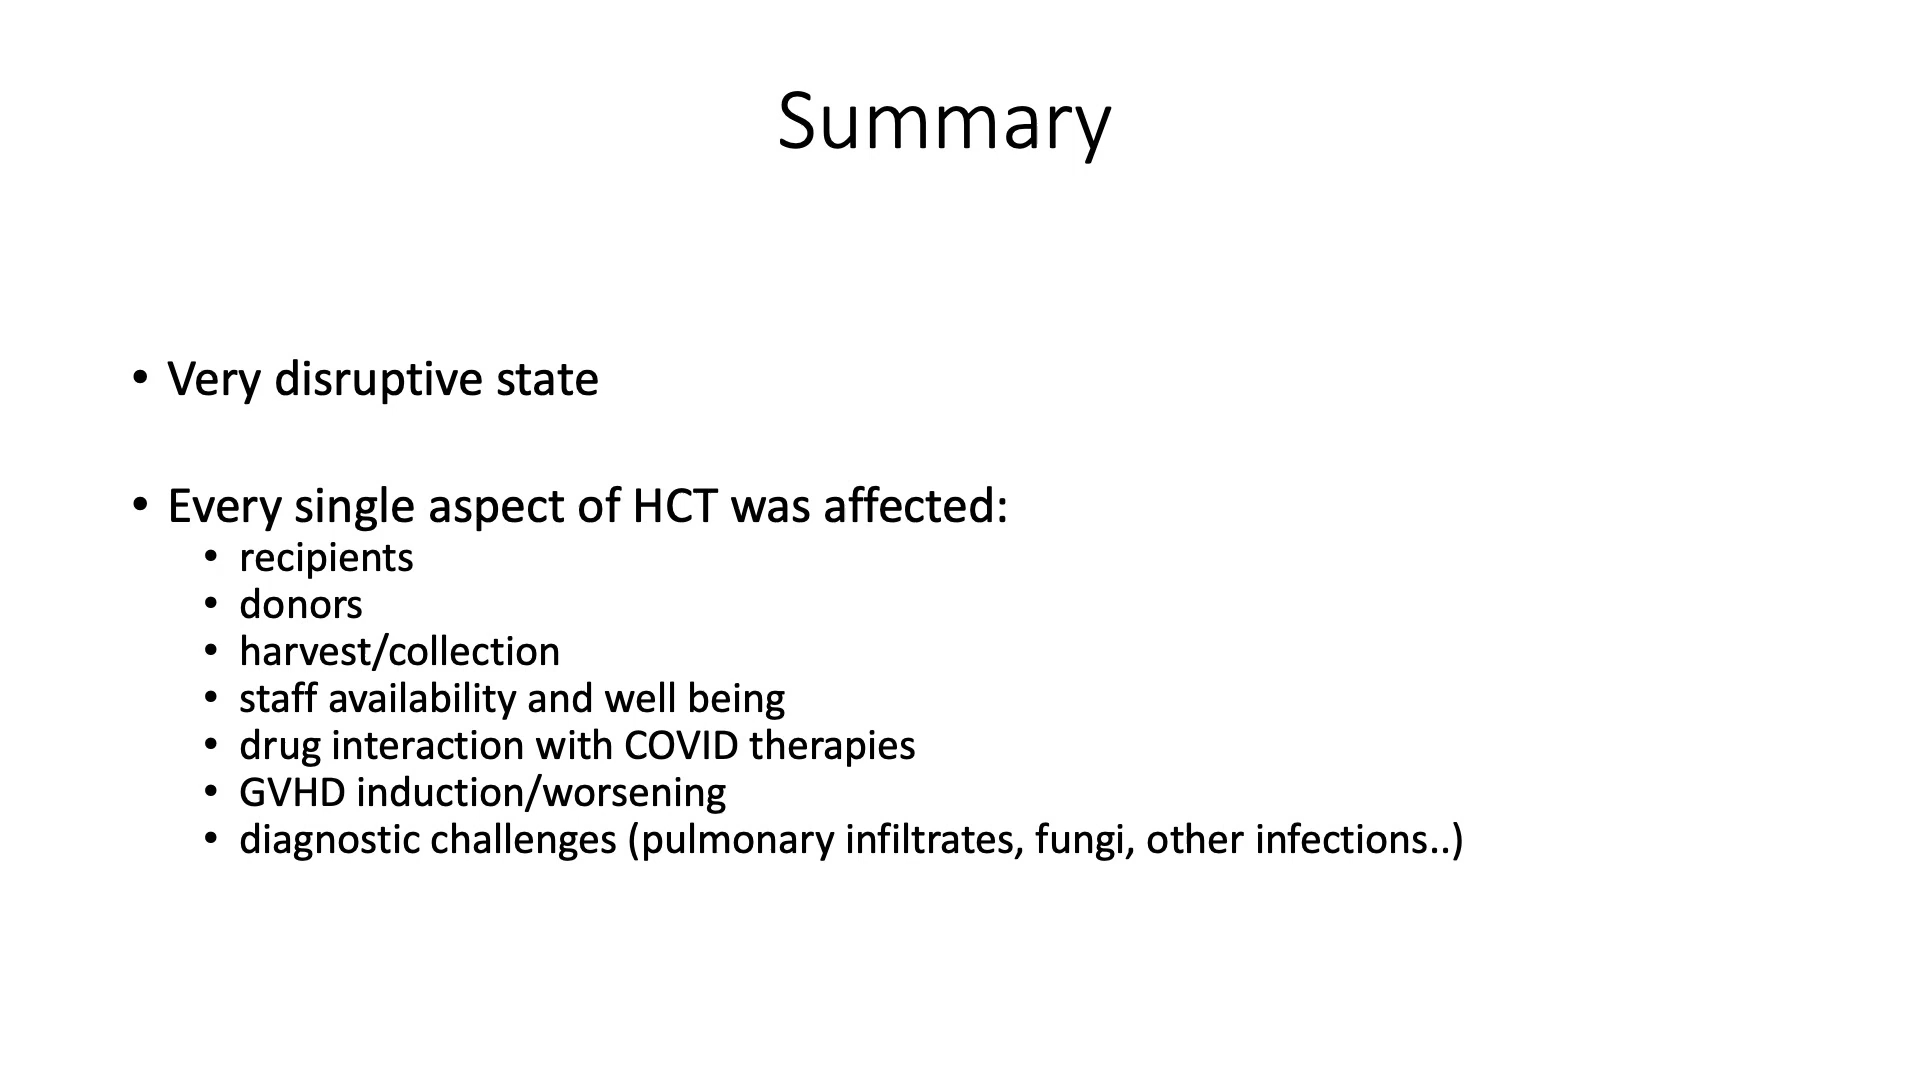 Summary
• Very disruptive state
• Every single aspect of HCT was affected:
• recipients
• donors
• harvest/collection
• staff availability and well being
• drug interaction with COVID therapies
• GVHD induction/worsening
• diagnostic challenges (pulmonary infiltrates, fungi, other infections..)